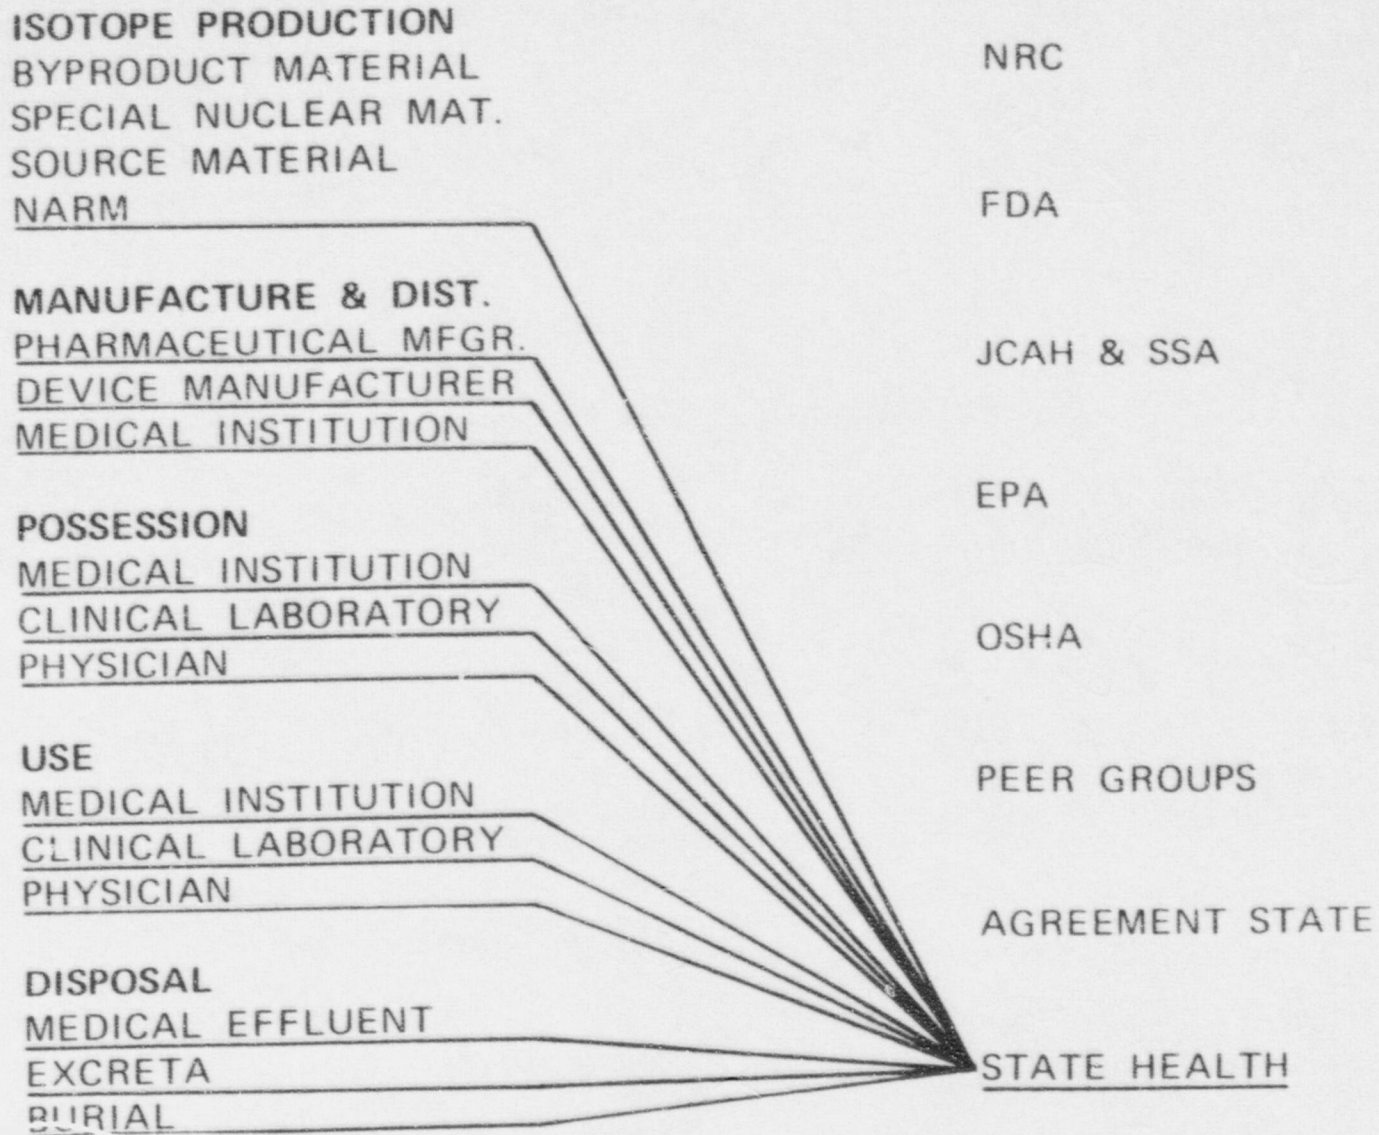 ISOTOPE PRODUCTION
BYPRODUCT MATERIAL
SPECIAL NUCLEAR MAT.
SOURCE MATERIAL
NARM
MANUFACTURE & DIST.
PHARMACEUTICAL MFGR.
DEVICE MANUFACTURER
MEDICAL INSTITUTION
POSSESSION
MEDICAL INSTITUTION
CLINICAL LABORATORY
PHYSICIAN
USE
MEDICAL INSTITUTION
CLINICAL LABORATORY
PHYSICIAN
DISPOSAL
MEDICAL EFFLUENT
EXCRETA
BURIAL
NRC
FDA
JCAH & SSA
EPA
OSHA
PEER GROUPS
AGREEMENT STATE
STATE HEALTH